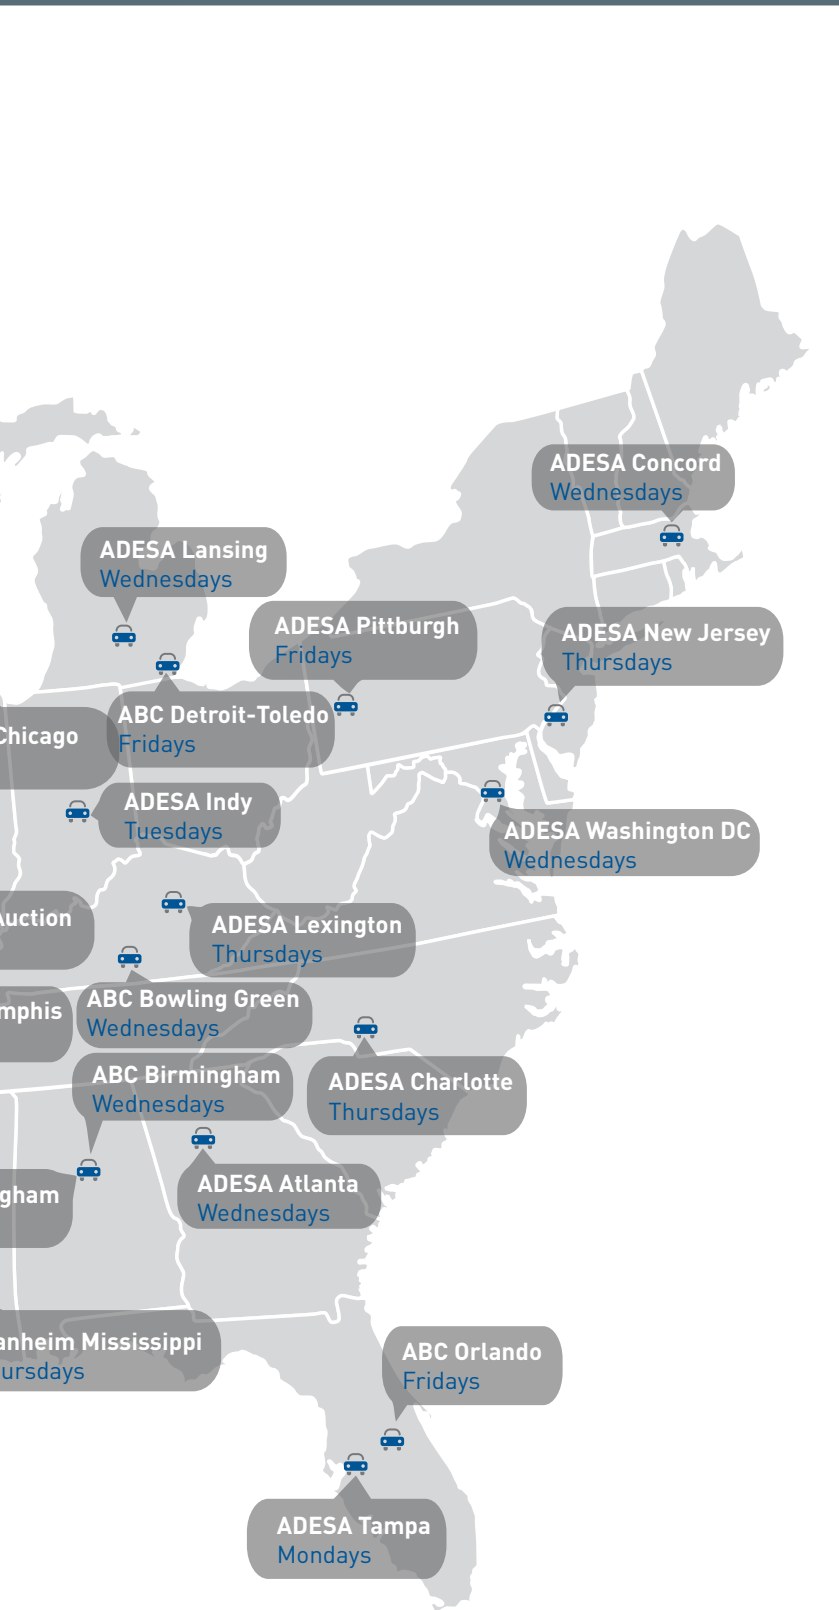 ADESA Concord
Wednesdays
ADESA Lansing
Wednesdays
ADESA Pittburgh
Fridays
ADESA New Jersey
Thursdays
ABC Detroit-Toledo
Fridays
Chicago
ADESA Indy
Tuesdays
ADESA Washington DC
Wednesdays
Auction
ADESA Lexington
Thursdays
ABC Bowling Green
Wednesdays
mphis
ABC Birmingham
Wednesdays
ADESA Charlotte
Thursdays
ADESA Atlanta
Wednesdays
gham
anheim Mississippi
ursdays
ABC Orlando
Fridays
ADESA Tampa
Mondays